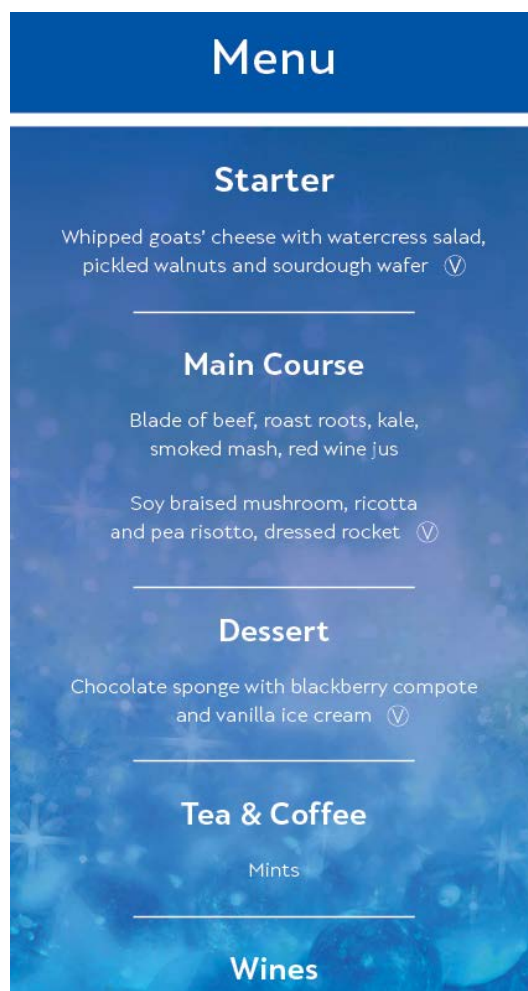 Menu
Starter
Whipped goats' cheese with watercress salad,
pickled walnuts and sourdough wafer Ⓥ
Main Course
Blade of beef, roast roots, kale,
smoked mash, red wine jus
Soy braised mushroom, ricotta
and pea risotto, dressed rocket Ⓥ
Dessert
Chocolate sponge with blackberry compote
and vanilla ice cream Ⓥ
Tea & Coffee
Mints
Wines